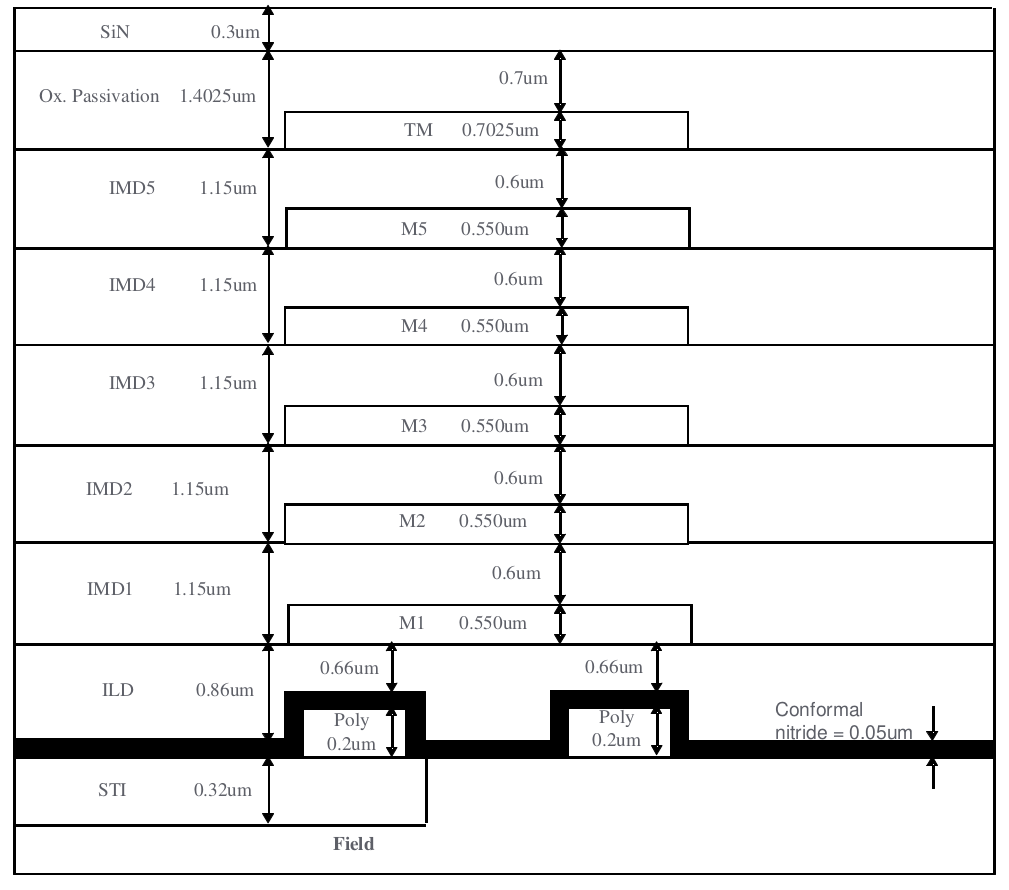 SiN 0.3um
0.7um
Ox. Passivation 1.4025um
TM 0.7025um
IMD5 1.15um
0.6um
M5 0.550um
IMD4 1.15um
0.6um
M4 0.550um
IMD3 1.15um
0.6um
M3 0.550um
IMD2 1.15um
0.6um
M2 0.550um
IMD1 1.15um
0.6um
M1 0.550um
0.66um
0.66um
ILD 0.86um
Poly
0.2um
Poly
0.2um
Conformal
nitride = 0.05um
STI 0.32um
Field